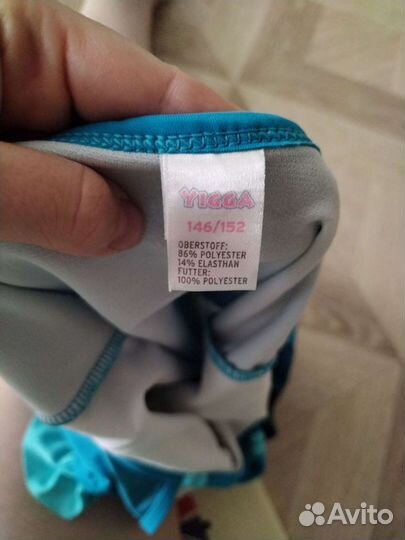 YIGGA
146/152
OBERSTOFF:
86% POLYESTER
14% ELASTHAN
FUTTER:
100% POLYESTER
Avito